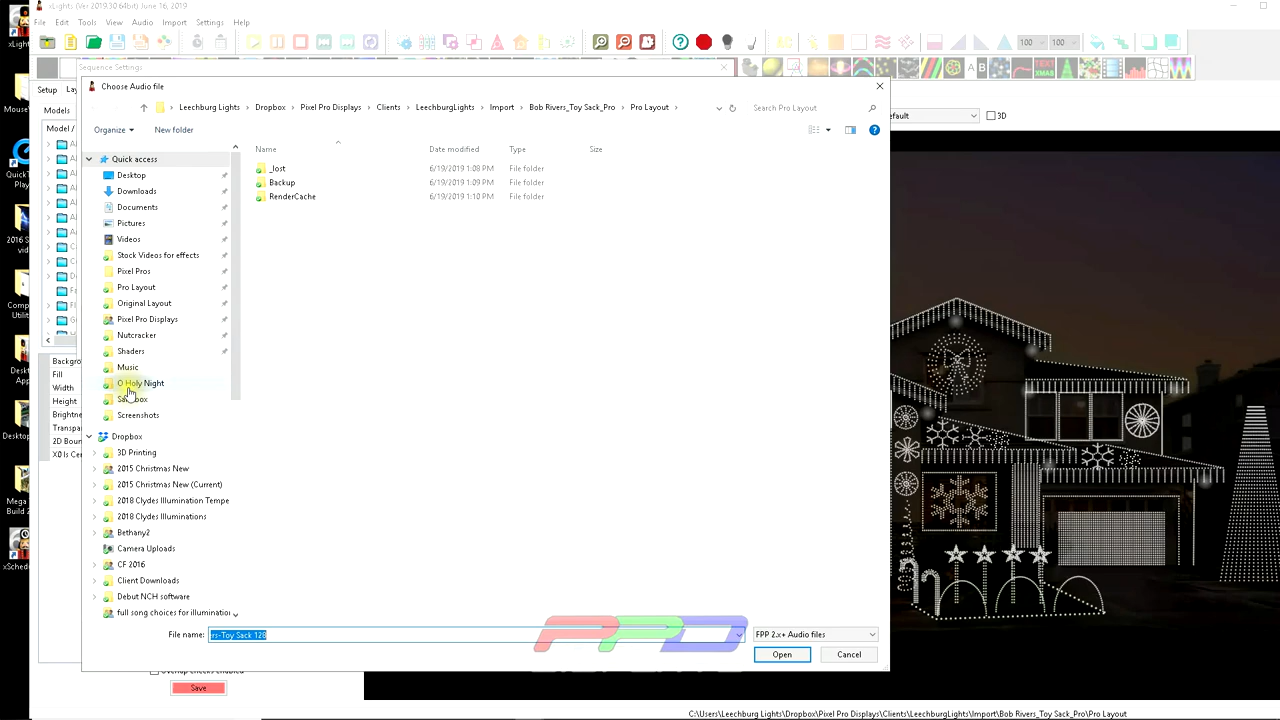 xLights (Ver 2019.30 64bit) June 16, 2019
File Edit Tools View Audio Import Settings Help
100 100
Sequence Settings
Choose Audio file
Leechburg Lights > Dropbox > Pixel Pro Displays > Clients > LeechburgLights > Import > Bob Rivers_Toy Sack_Pro > Pro Layout >
Search Pro Layout
Organize
New folder
Name Date modified Type Size
_lost 6/19/2019 1:08 PM File folder
Backup 6/19/2019 1:09 PM File folder
RenderCache 6/19/2019 1:10 PM File folder
Quick access
Desktop
Downloads
Documents
Pictures
Videos
Stock Videos for effects
Pixel Pros
Pro Layout
Original Layout
Pixel Pro Displays
Nutcracker
Shaders
Music
O Holy Night
Screenshots
Dropbox
3D Printing
2015 Christmas New
2015 Christmas New (Current)
2018 Clydes Illumination Tempe
2018 Clydes Illuminations
Bethany2
Camera Uploads
CF 2016
Client Downloads
Debut NCH software
full song choices for illumination
File name: rs-Toy Sack 128
FPP 2.x+ Audio files
Open
Cancel
PPD
Setup
Models
Model /
Fill
Width
Height
3D
Save
C:\Users\Leechburg Lights\Dropbox\Pixel Pro Displays\Clients\LeechburgLights\Import\Bob Rivers_Toy Sack_Pro\Pro Layout